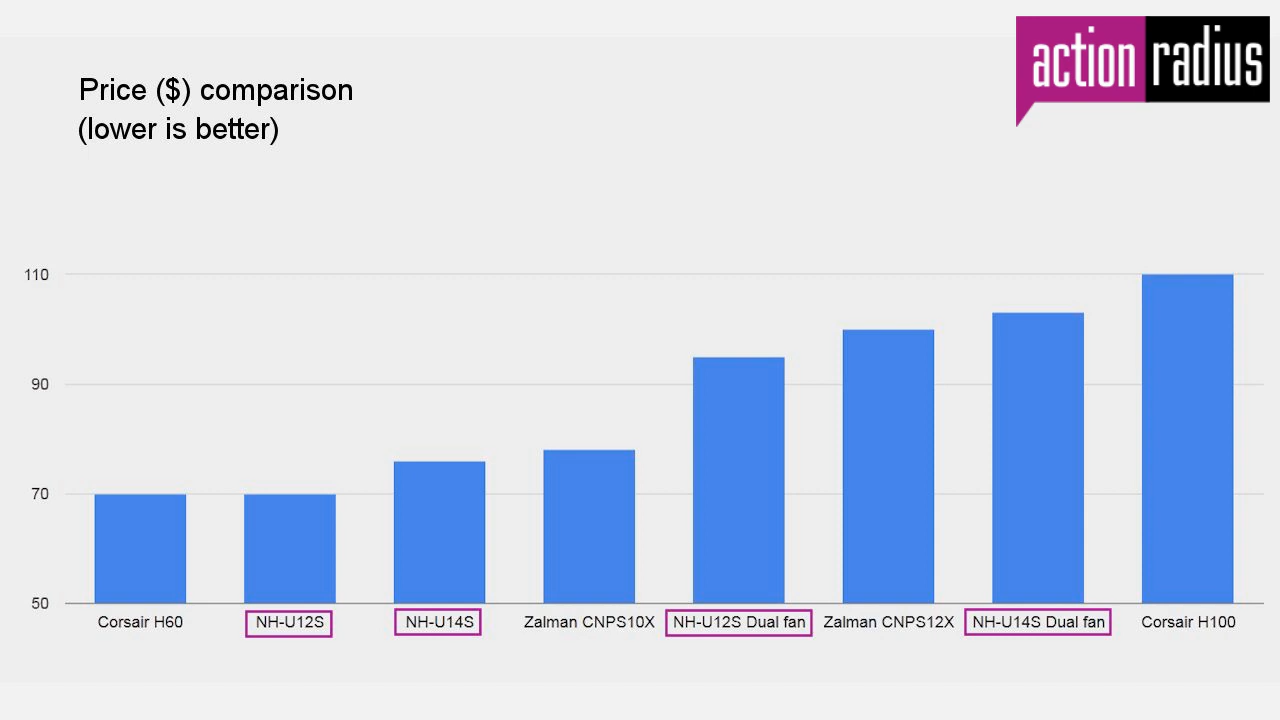 action radius
Price ($) comparison
(lower is better)
110
90
70
50
Corsair H60
NH-U12S
NH-U14S
Zalman CNPS10X
NH-U12S Dual fan
Zalman CNPS12X
NH-U14S Dual fan
Corsair H100